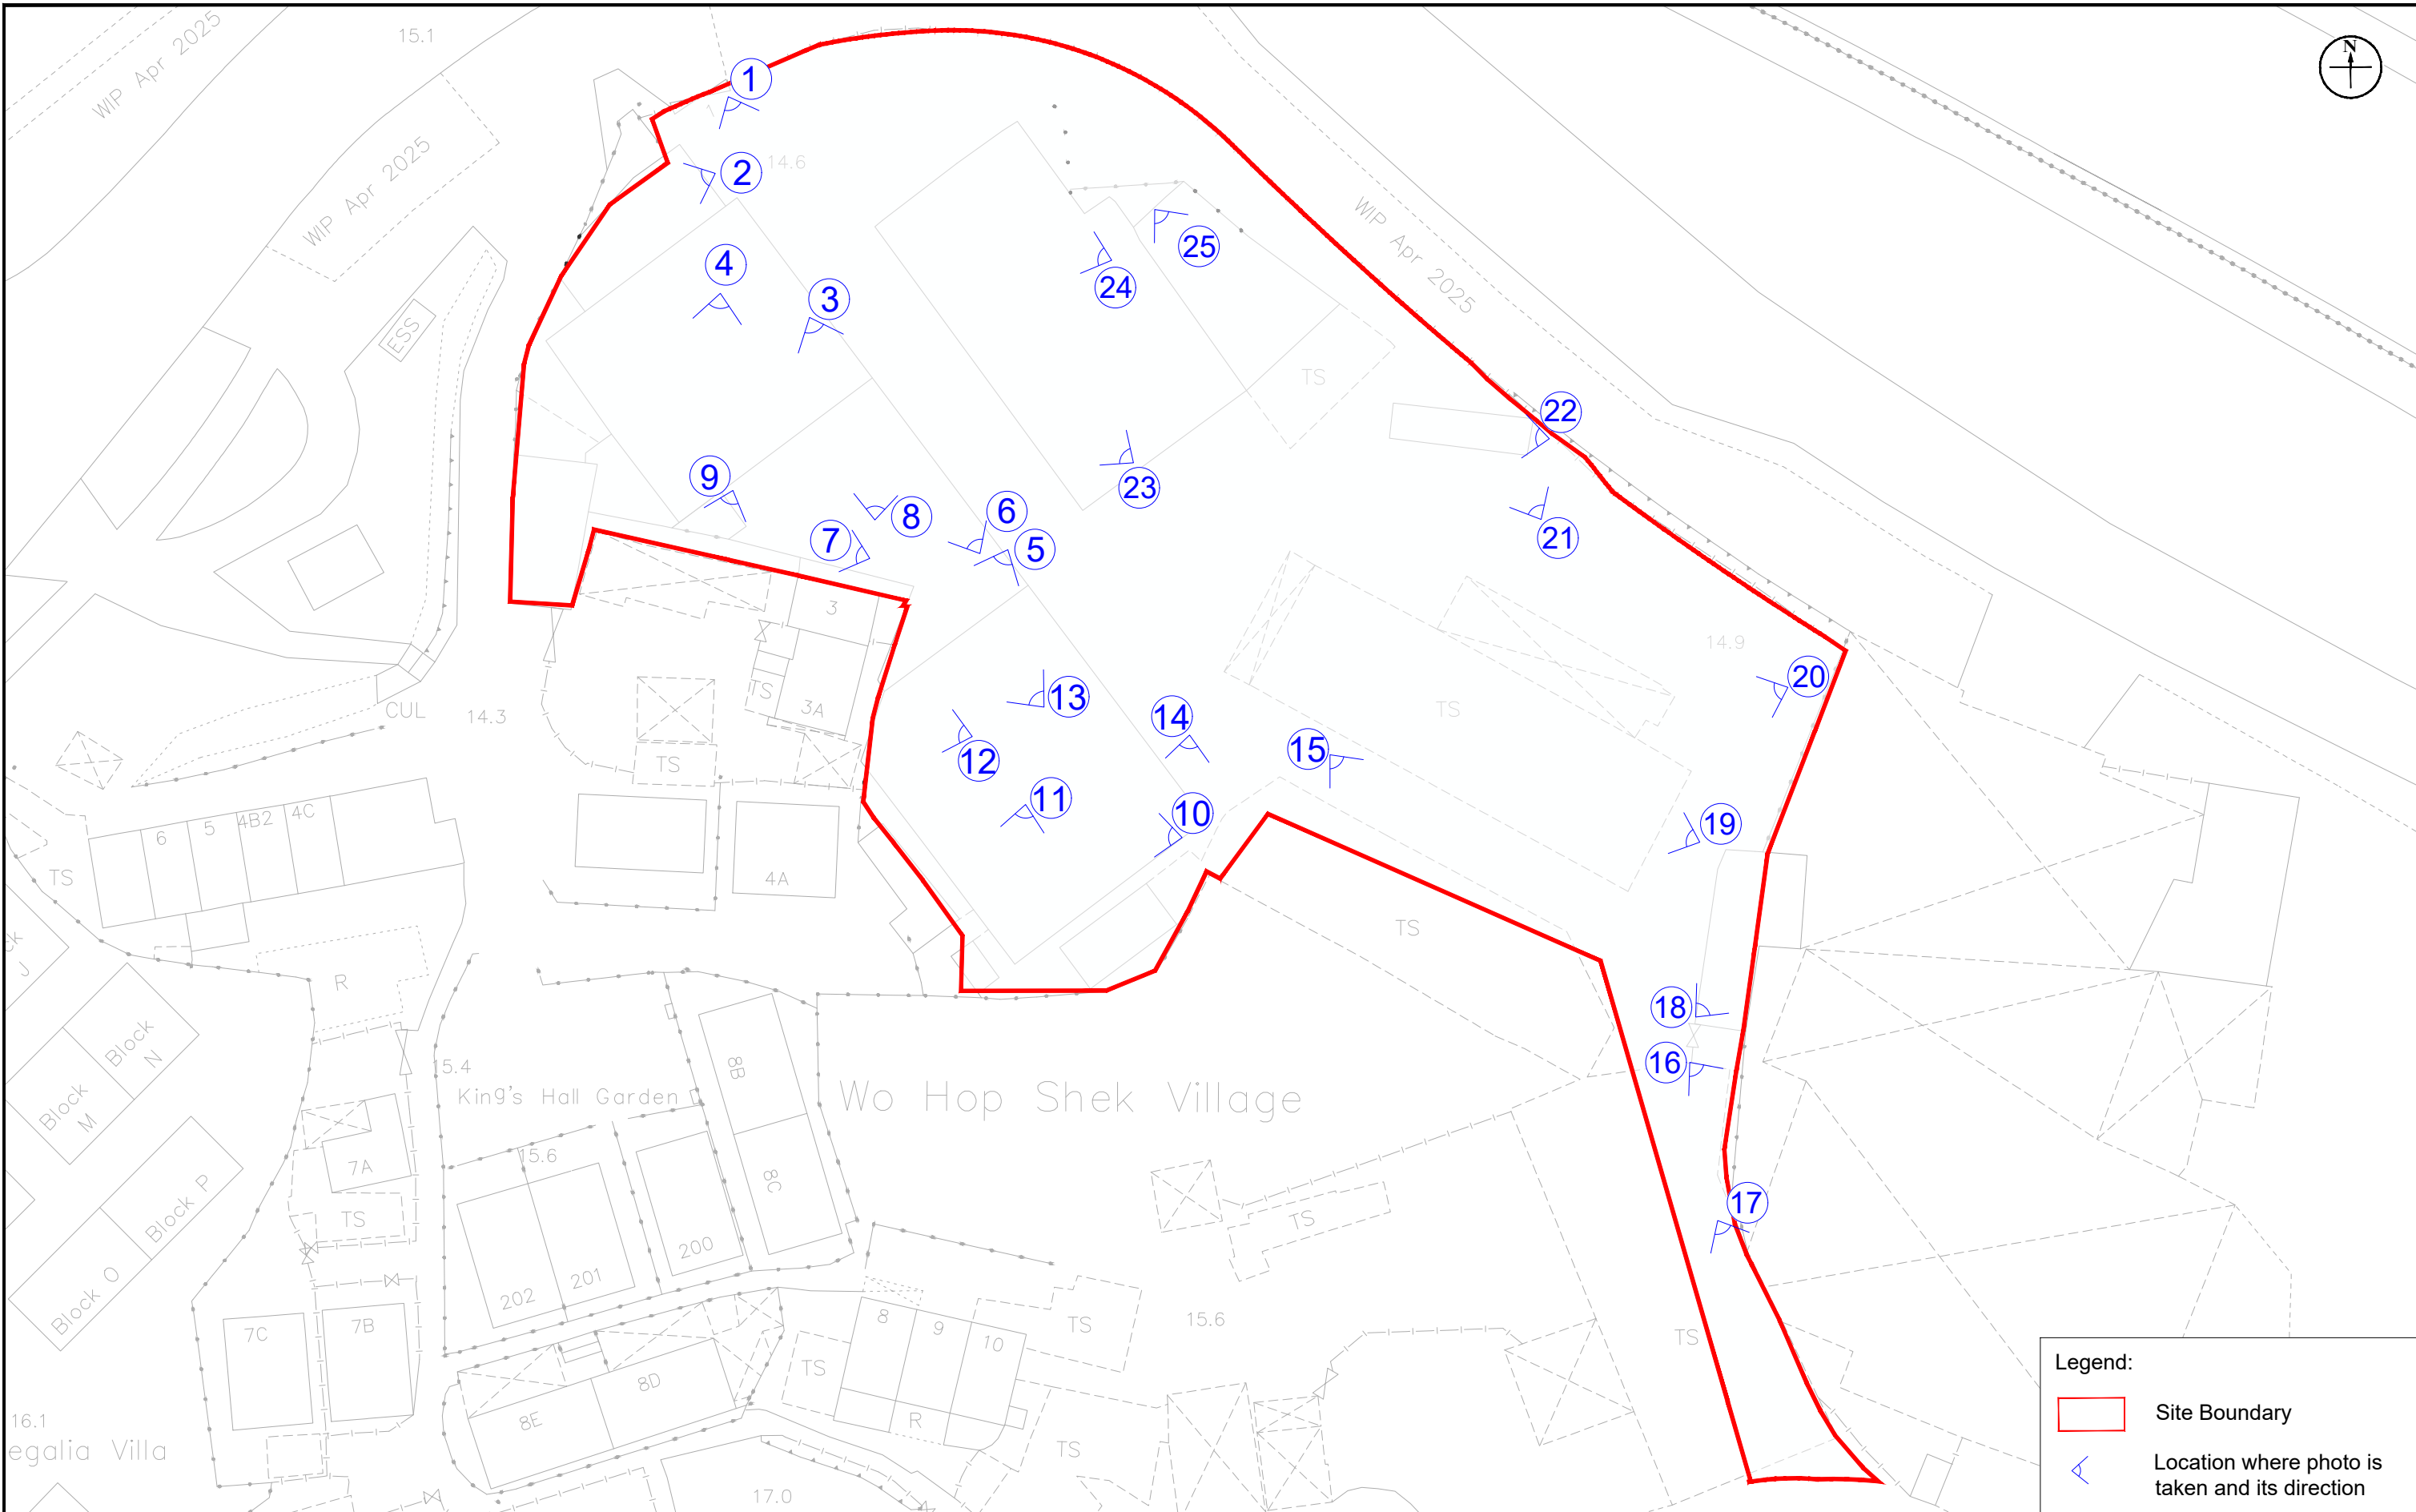 15.1
WIP Apr 2025
N
1
WIP Apr 2025
2
14.6
WIP Apr 2025
25
4
24
3
ESS
TS
22
9
23
8
6
21
7
5
3
14.9
20
TS
13
3A
TS
CUL
14.3
14
15
12
TS
11
10
19
6
5
4B2
4C
TS
4A
TS
J
R
18
Block N
16
Block M
15.4
8B
King's Hall Garden
Wo Hop Shek Village
15.6
7A
8C
17
Block P
TS
TS
200
201
202
Block O
8
9
10
TS
15.6
7C
7B
TS
TS
8D
8E
R
TS
16.1
egalia Villa
17.0
Legend:
Site Boundary
Location where photo is
taken and its direction